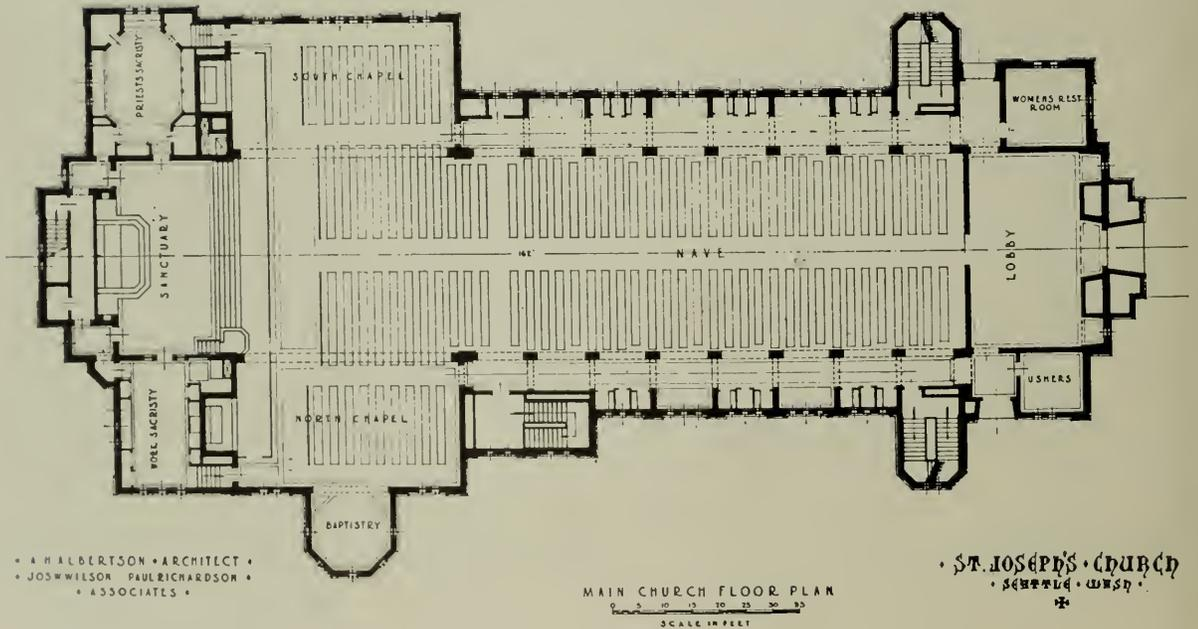 PRIESTS SACRISTY
SOUTH CHAPEL
WOMENS REST
ROOM
SANCTUARY
162'
NAVE
LOBBY
WORK SACRISTY
NORTH CHAPEL
USHERS
BAPTISTRY
• A H ALBERTSON • ARCHITECT •
• JOS W WILSON PAUL RICHARDSON •
• ASSOCIATES •
MAIN CHURCH FLOOR PLAN
0 5 10 15 20 25 30 35
SCALE IN FEET
• ST. JOSEPH'S • CHURCH
• SEATTLE • WASH •